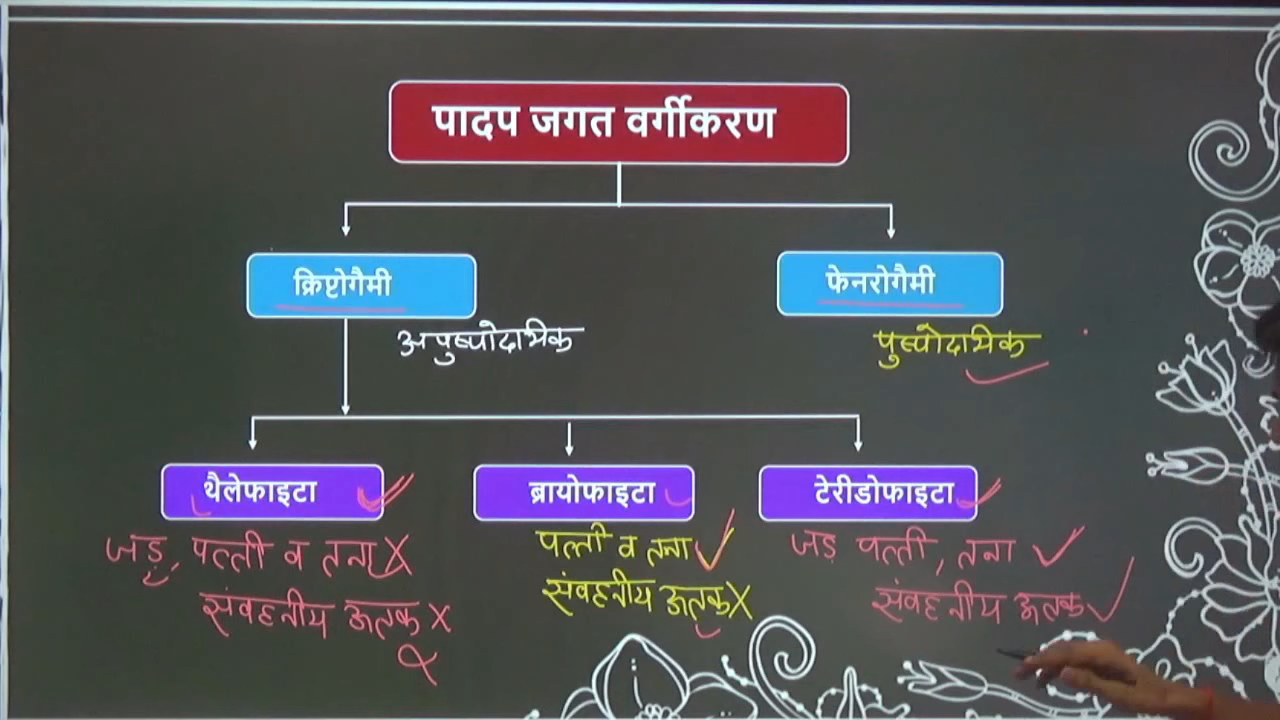 पादप जगत वर्गीकरण
क्रिप्टोगैमी
फेनरोगैमी
अपुष्पोदभिक
पुष्पोदभिक
थैलेफाइटा
ब्रायोफाइटा
टेरीडोफाइटा
जड़, पत्ती व तना X
पत्ती व तना ✓
जड पत्ती, तना ✓
संवहनीय ऊतक X
संवहनीय ऊतक X
संवहनीय ऊतक ✓